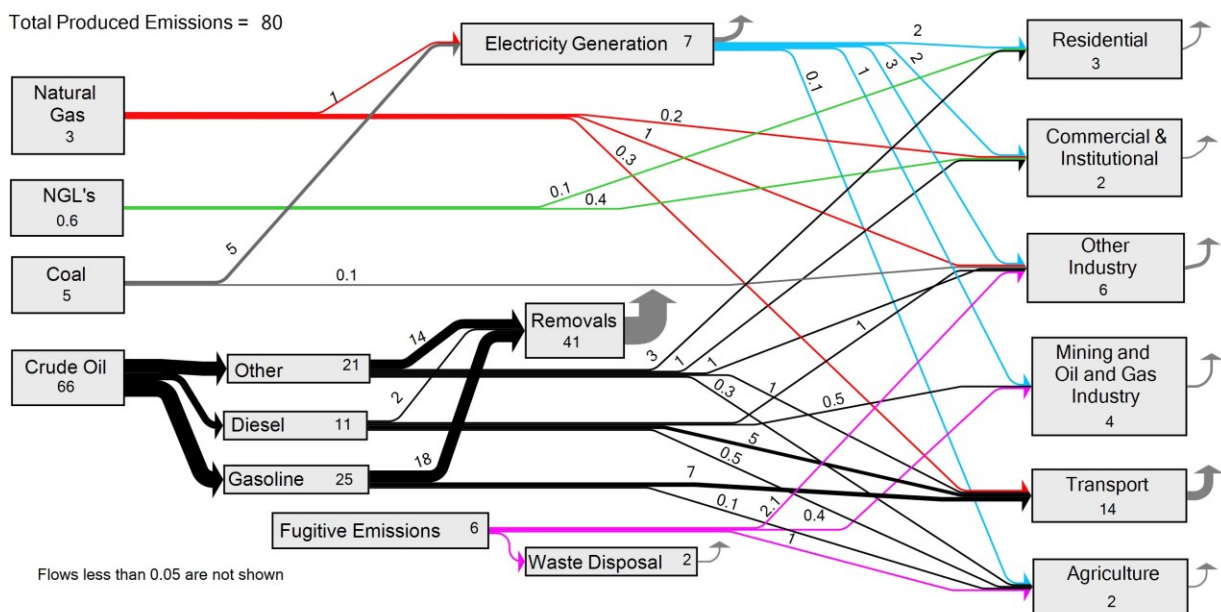 Total Produced Emissions = 80
Electricity Generation 7
2
Residential
3
Natural
Gas
3
1
0.1
1
3
2
0.2
1
0.3
Commercial &
Institutional
2
NGL's
0.6
0.1
0.4
5
Coal
5
0.1
Other
Industry
6
Removals
41
14
Crude Oil
66
Other 21
2
3
1
1
1
0.3
1
Mining and
Oil and Gas
Industry
4
Diesel 11
0.5
5
0.5
18
Gasoline 25
7
0.1
Transport
14
Fugitive Emissions 6
2.1
0.4
1
Waste Disposal 2
Flows less than 0.05 are not shown
Agriculture
2